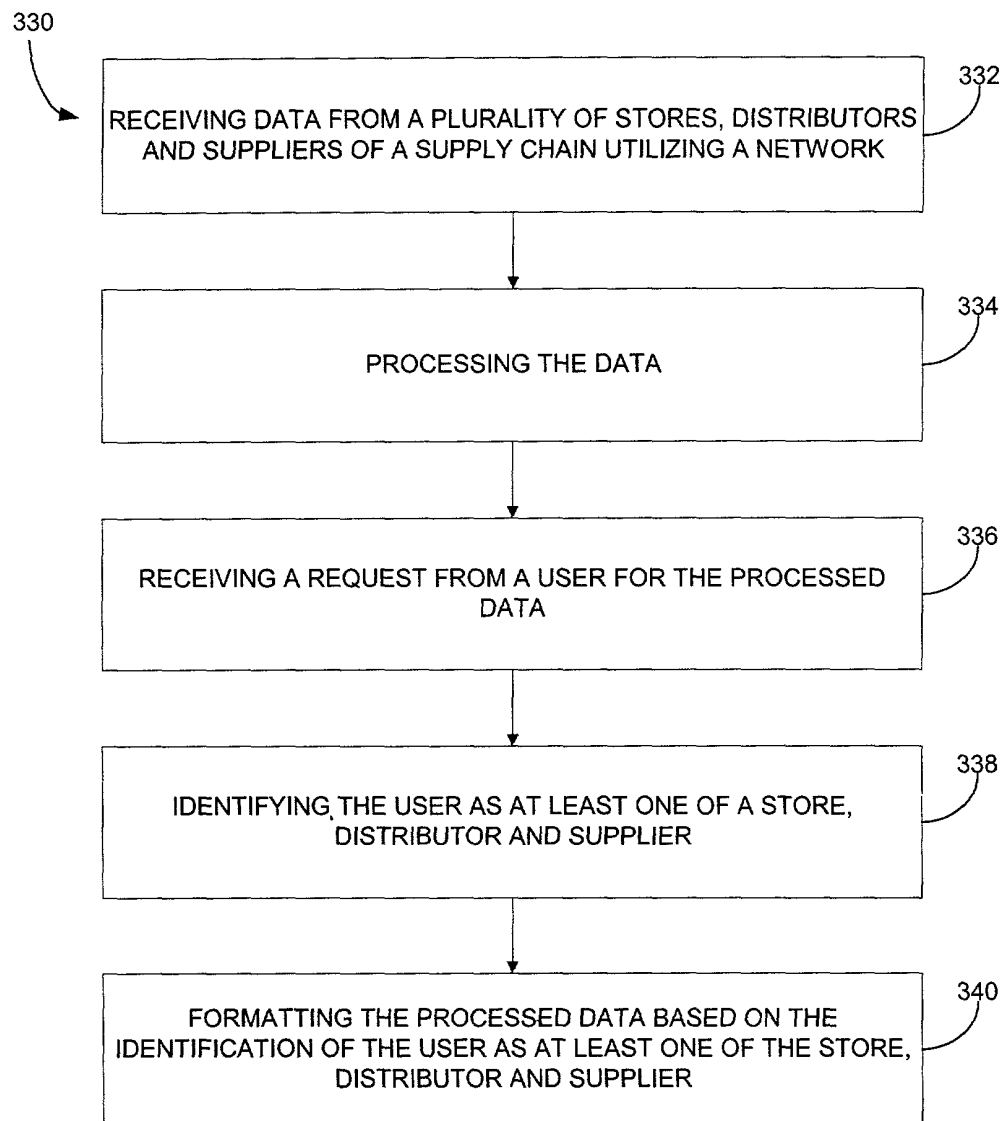 330
332
RECEIVING DATA FROM A PLURALITY OF STORES, DISTRIBUTORS
AND SUPPLIERS OF A SUPPLY CHAIN UTILIZING A NETWORK
334
PROCESSING THE DATA
336
RECEIVING A REQUEST FROM A USER FOR THE PROCESSED
DATA
338
IDENTIFYING THE USER AS AT LEAST ONE OF A STORE,
DISTRIBUTOR AND SUPPLIER
340
FORMATTING THE PROCESSED DATA BASED ON THE
IDENTIFICATION OF THE USER AS AT LEAST ONE OF THE STORE,
DISTRIBUTOR AND SUPPLIER